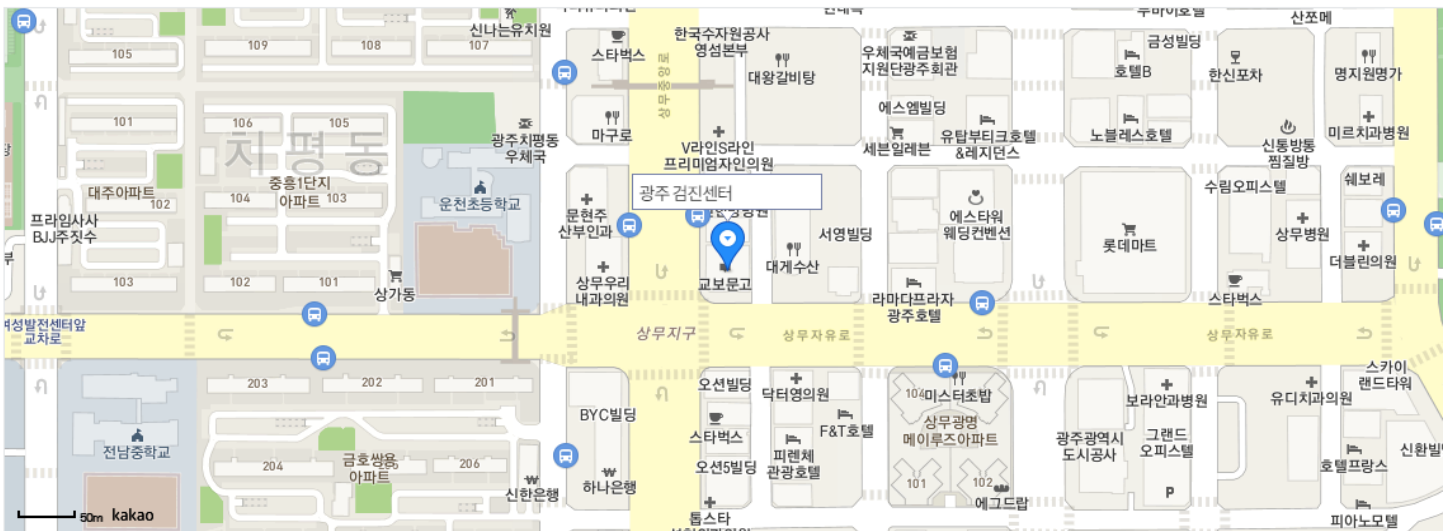 신나는유치원
스타벅스
한국수자원공사
영섬본부
대왕갈비탕
우체국예금보험
지원단광주회관
금성빌딩
호텔B
한신포차
산쪼메
명지원명가
105
109
108
107
101
106
105
치평동
광주치평동
우체국
마구로
상무중앙로
에스엠빌딩
세븐일레븐
유탑부티크호텔
&레지던스
노블레스호텔
신통방통
찜질방
미르치과병원
V라인S라인
프리미엄자인의원
대주아파트
102
중흥1단지
아파트
104
103
운천초등학교
광주 검진센터
문현주
산부인과
수림오피스텔
쉐보레
프라임사사
BJJ주짓수
서영빌딩
에스타워
웨딩컨벤션
롯데마트
상무병원
더블린의원
103
102
101
상가동
상무우리
내과의원
교보문고
대게수산
라마다프라자
광주호텔
스타벅스
여성발전센터앞
교차로
상무지구
상무자유로
상무자유로
203
202
201
오션빌딩
닥터영의원
104
미스터초밥
보라안과병원
유디치과의원
스카이
랜드타워
BYC빌딩
스타벅스
F&T호텔
상무광명
메이루즈아파트
광주광역시
도시공사
그랜드
오피스텔
전남중학교
204
금호쌍용
아파트
206
신한은행
하나은행
오션5빌딩
피렌체
관광호텔
101
102
에그드랍
P
호텔프랑스
톱스타
피아노모텔
50m
kakao